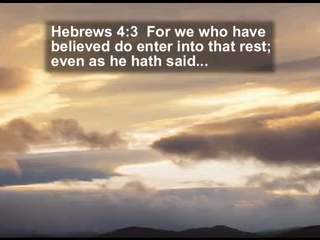 Hebrews 4:3  For we who have
believed do enter into that rest;
even as he hath said...